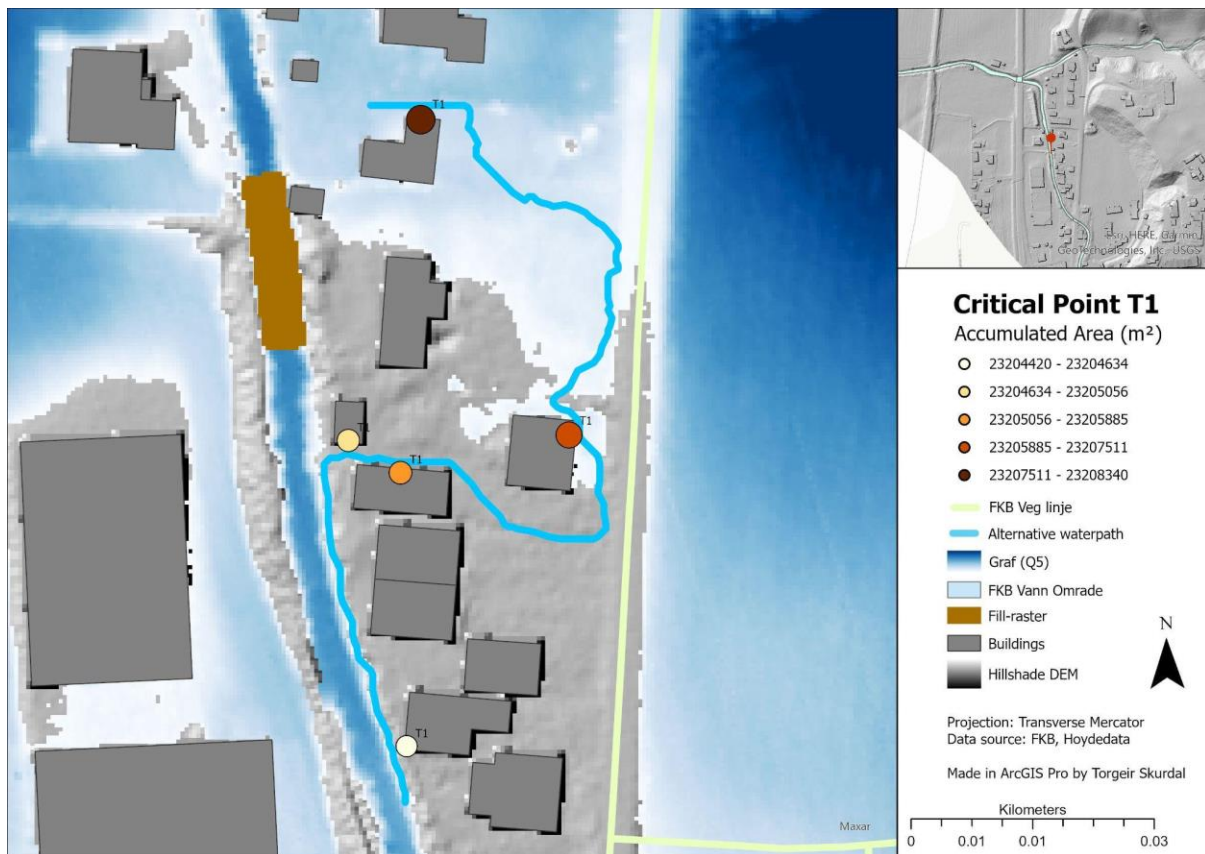 T1
T1
T1
T1
T1
Maxar
Esri, HERE, Garmin,
GeoTechnologies, Inc., USGS
Critical Point T1
Accumulated Area (m²)
23204420 - 23204634
23204634 - 23205056
23205056 - 23205885
23205885 - 23207511
23207511 - 23208340
FKB Veg linje
Alternative waterpath
Graf (Q5)
FKB Vann Omrade
Fill-raster
Buildings
Hillshade DEM
N
Projection: Transverse Mercator
Data source: FKB, Hoydedata
Made in ArcGIS Pro by Torgeir Skurdal
Kilometers
0 0.01 0.01 0.03